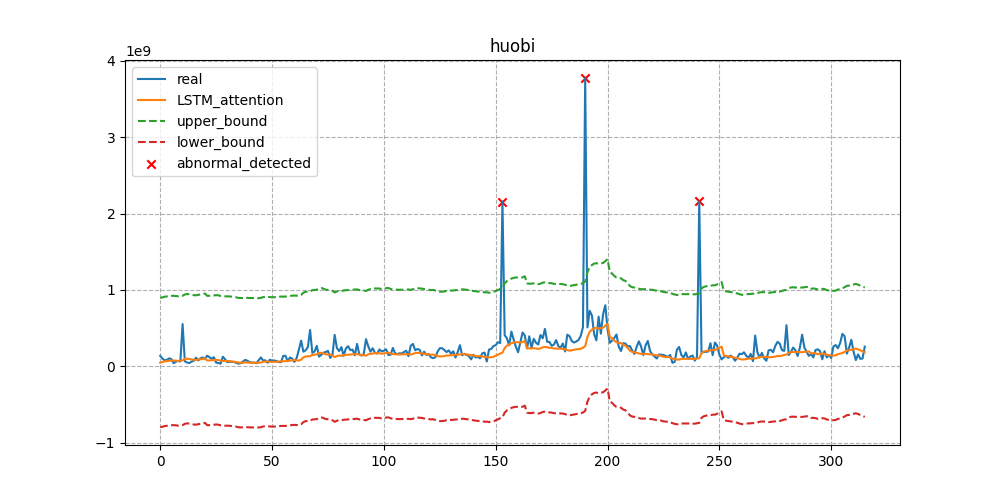 huobi
1e9
real
LSTM_attention
upper_bound
lower_bound
abnormal_detected
4
3
2
1
0
−1
0 50 100 150 200 250 300